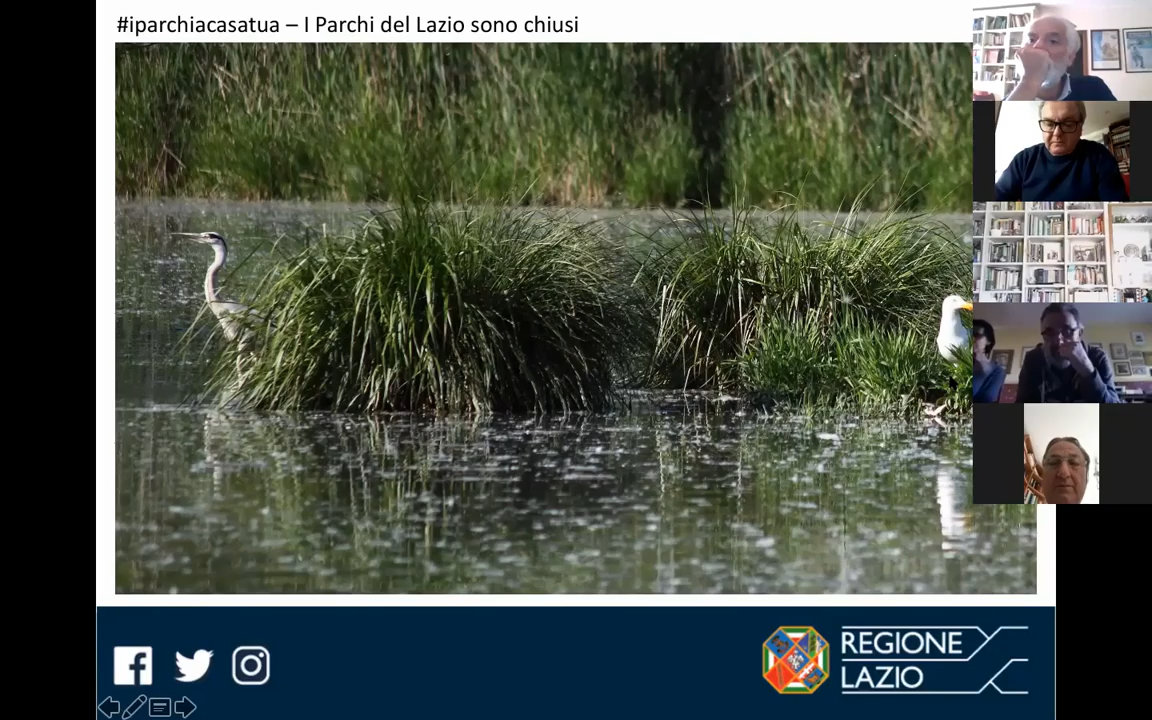 #iparchiacasatua – I Parchi del Lazio sono chiusi
REGIONE
LAZIO